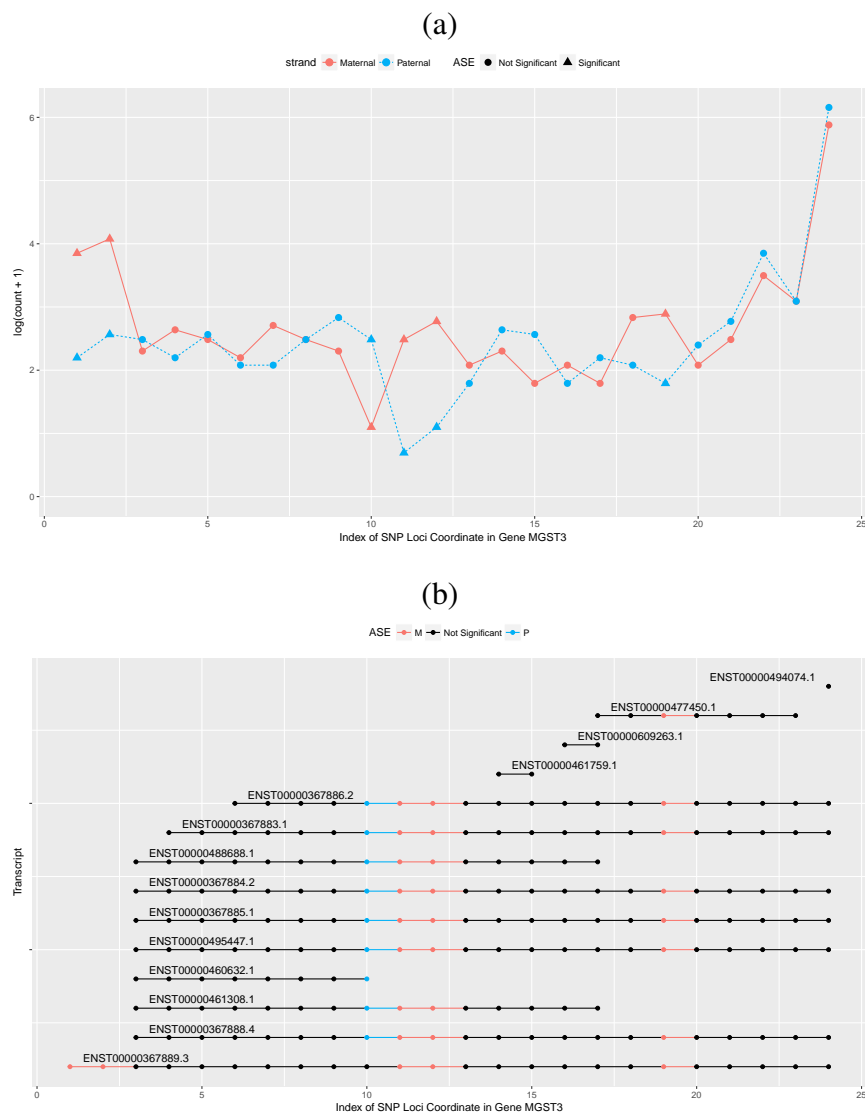 (a)
strand Maternal Paternal ASE Not Significant Significant
log(count + 1)
6
4
2
0
0 5 10 15 20 25
Index of SNP Loci Coordinate in Gene MGST3
(b)
ASE M Not Significant P
Transcript
ENST00000494074.1
ENST00000477450.1
ENST00000609263.1
ENST00000461759.1
ENST00000367886.2
ENST00000367883.1
ENST00000488688.1
ENST00000367884.2
ENST00000367885.1
ENST00000495447.1
ENST00000460632.1
ENST00000461308.1
ENST00000367888.4
ENST00000367889.3
0 5 10 15 20 25
Index of SNP Loci Coordinate in Gene MGST3